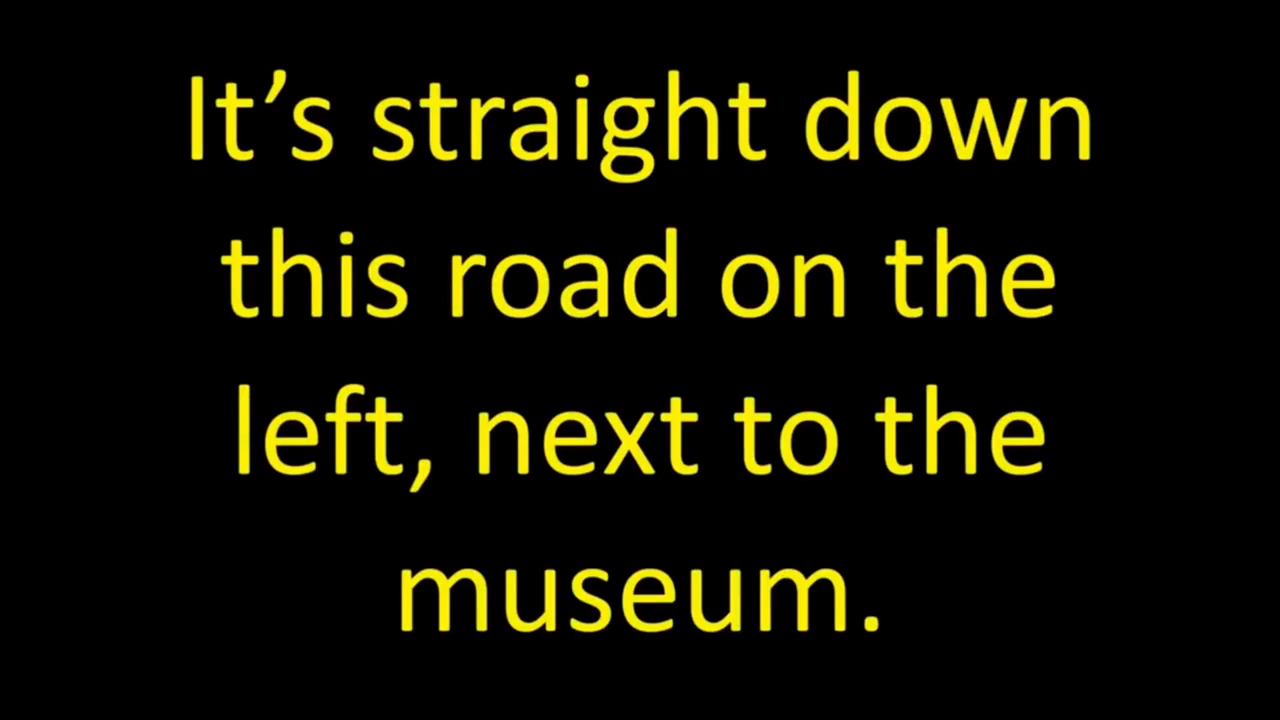 It’s straight down
this road on the
left, next to the
museum.